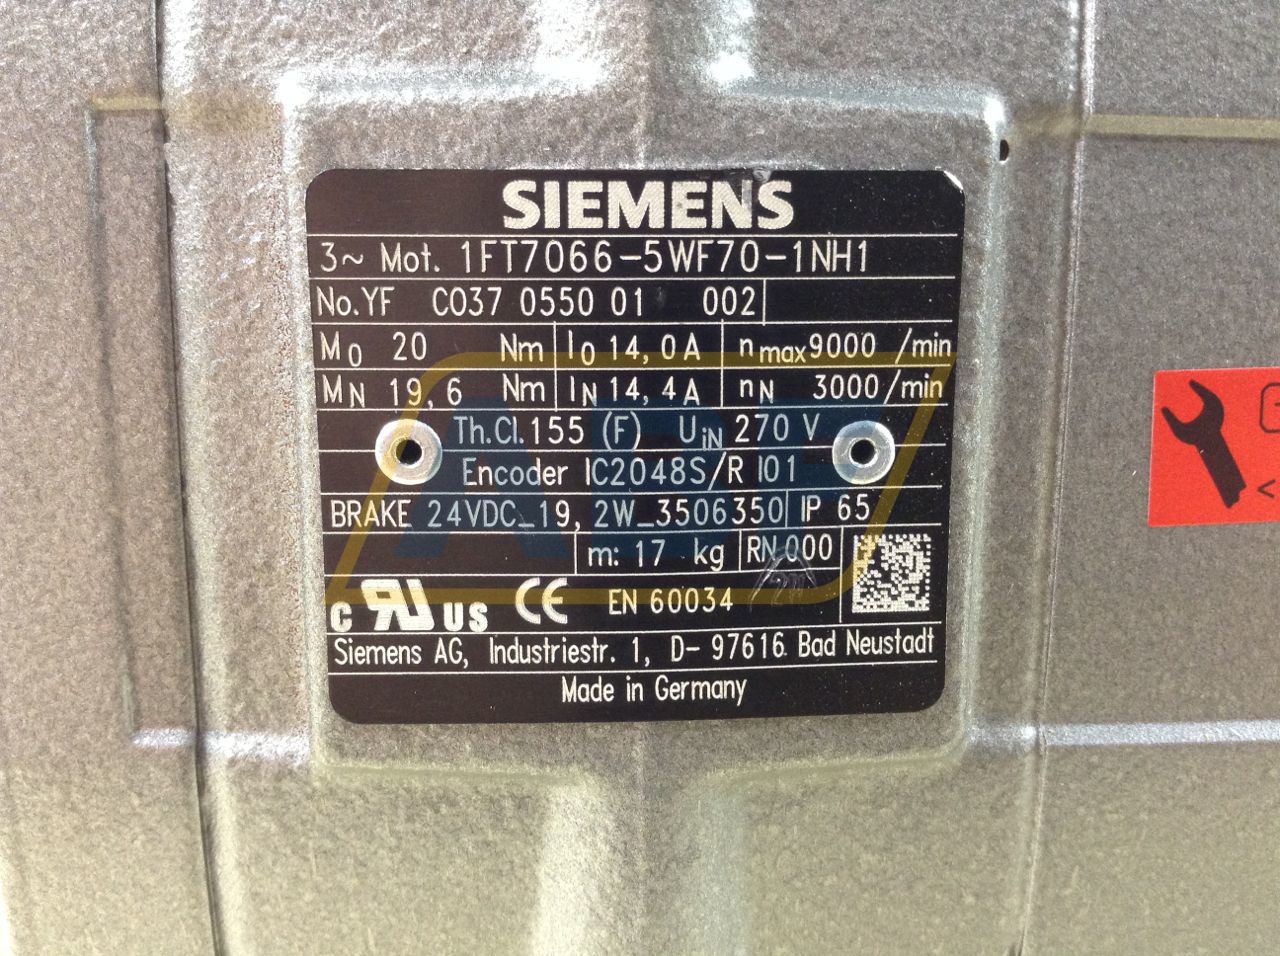 SIEMENS
3~ Mot. 1FT7066-5WF70-1NH1
No.YF C037 0550 01 002
M0 20 Nm I0 14,0A nmax9000 /min
MN 19,6 Nm IN 14,4A nN 3000/min
Th.Cl.155 (F) UiN 270 V
Encoder IC2048S/R I01
BRAKE 24VDC_19,2W_3506350 IP 65
m: 17 kg RN 000
C RU US CE EN 60034
Siemens AG, Industriestr. 1, D-97616 Bad Neustadt
Made in Germany